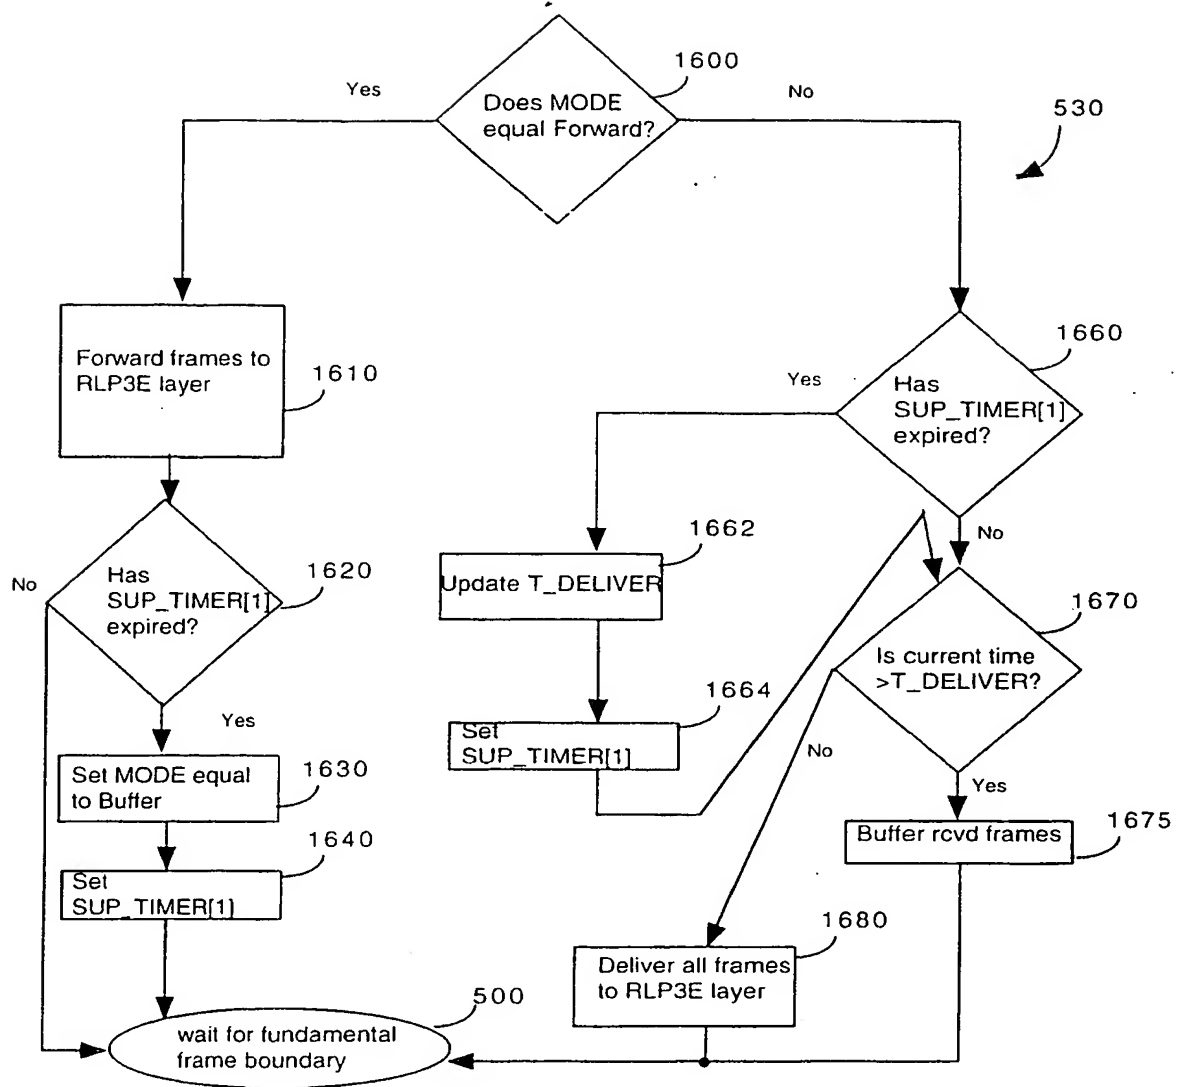 1600
Yes
Does MODE
equal Forward?
No
530
Forward frames to
RLP3E layer
1610
1660
Yes
Has
SUP_TIMER[1]
expired?
No
1662
Update T_DELIVER
No
Has
SUP_TIMER[1]
expired?
1620
1670
Is current time
>T_DELIVER?
1664
Set
SUP_TIMER[1]
No
Yes
Yes
Set MODE equal
to Buffer
1630
Buffer rcvd frames
1675
1640
Set
SUP_TIMER[1]
1680
Deliver all frames
to RLP3E layer
500
wait for fundamental
frame boundary